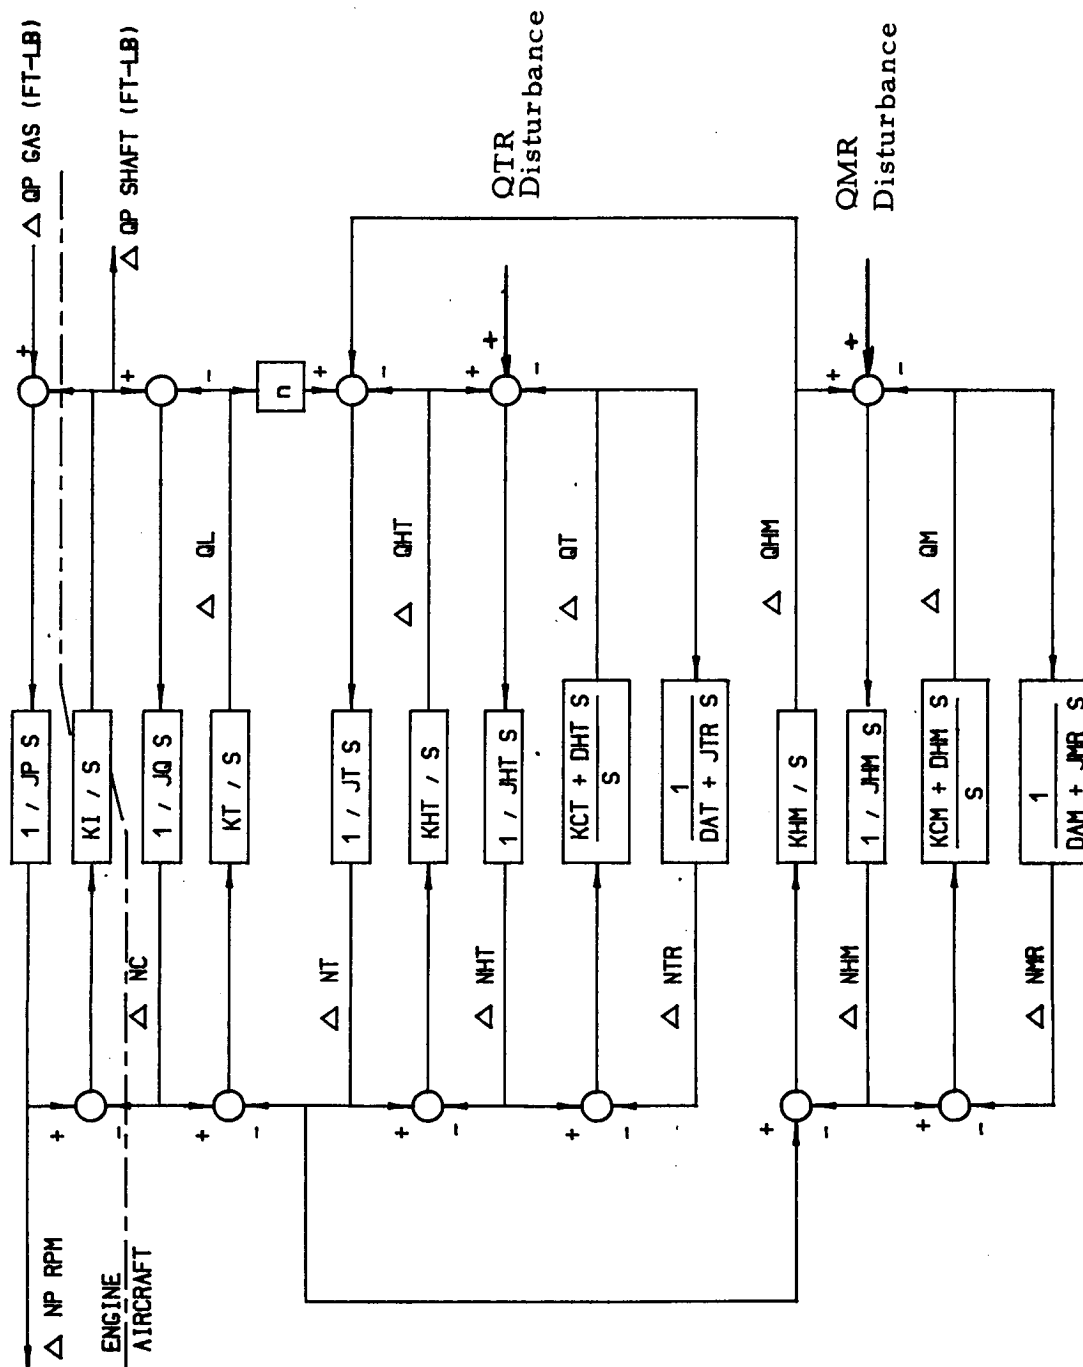 △ QP GAS (FT-LB)
△ QP SHAFT (FT-LB)
QTR
Disturbance
QMR
Disturbance
+
+
-
n
+
-
+
+
-
+
+
-
△ QL
△ QHT
△ QT
△ QHM
△ QM
1 / JP S
KI / S
1 / JQ S
KT / S
1 / JT S
KHT / S
1 / JHT S
KCT + DHT S
S
1
DAT + JTR S
KHM / S
1 / JHM S
KCM + DHM S
S
1
DAM + JMR S
△ NC
△ NT
△ NHT
△ NTR
△ NHM
△ NMR
+
-
+
-
+
-
+
-
+
-
+
-
△ NP RPM
ENGINE
AIRCRAFT